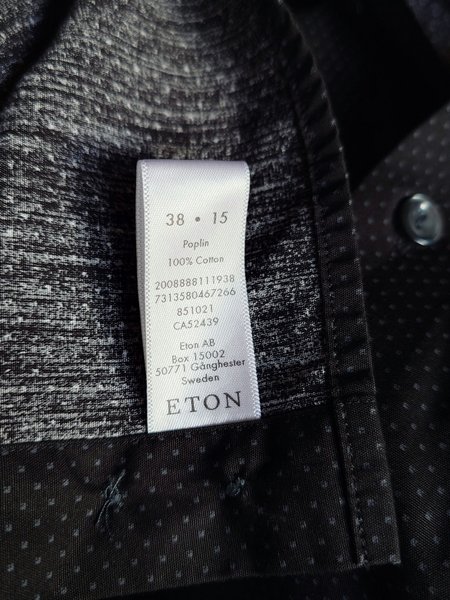 38 • 15
Poplin
100% Cotton
2008888111938
7313580467266
851021
CA52439
Eton AB
Box 15002
50771 Gånghester
Sweden
ETON